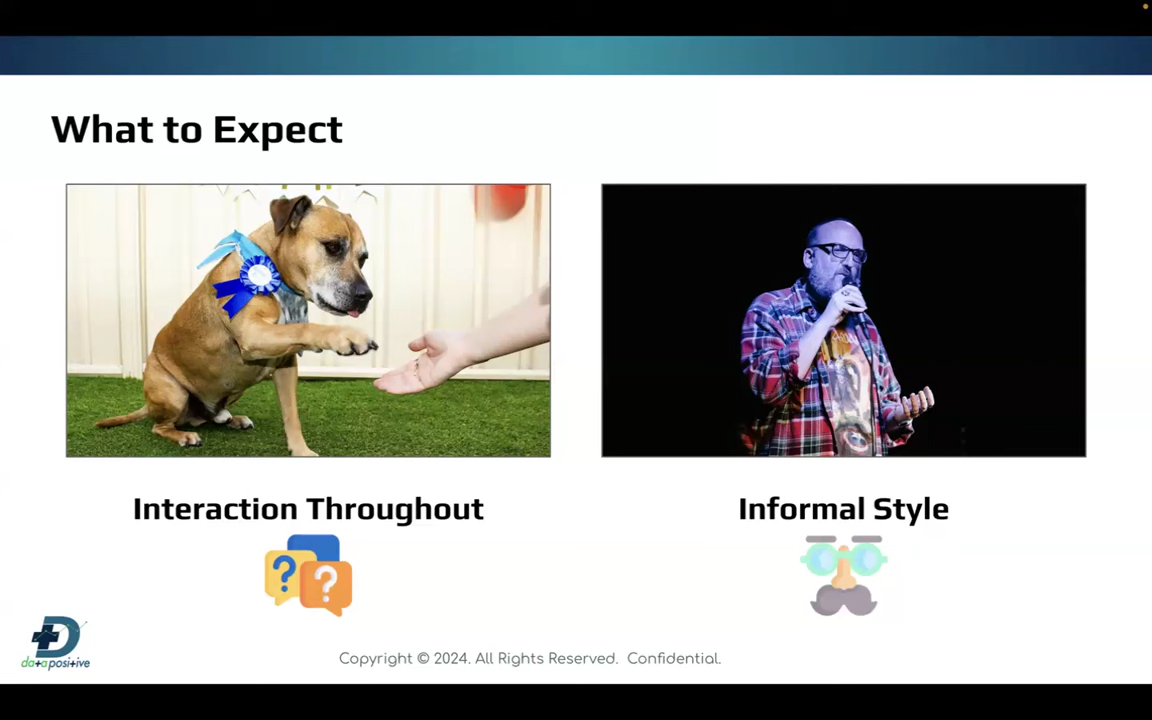 What to Expect
Interaction Throughout
Informal Style
? ?
data positive
Copyright © 2024. All Rights Reserved. Confidential.